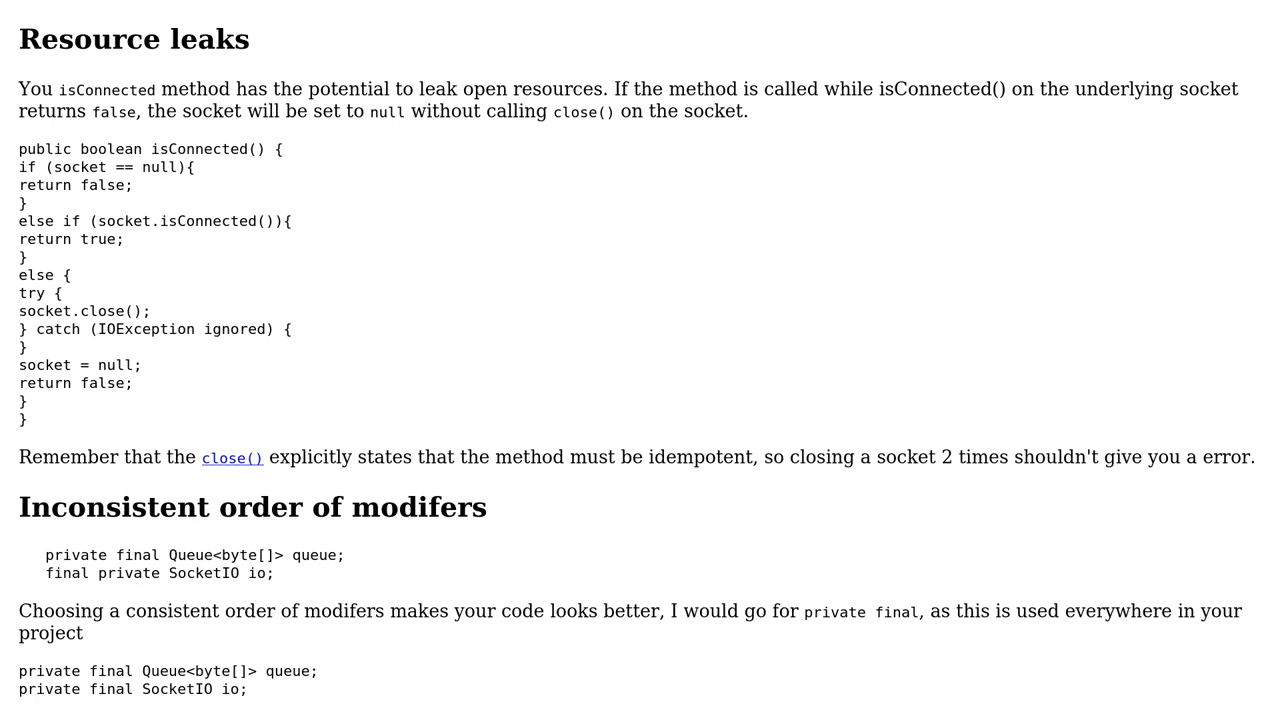 Resource leaks
You isConnected method has the potential to leak open resources. If the method is called while isConnected() on the underlying socket
returns false, the socket will be set to null without calling close() on the socket.
public boolean isConnected() {
if (socket == null){
return false;
}
else if (socket.isConnected()){
return true;
}
else {
try {
socket.close();
} catch (IOException ignored) {
}
socket = null;
return false;
}
}
Remember that the close() explicitly states that the method must be idempotent, so closing a socket 2 times shouldn't give you a error.
Inconsistent order of modifers
private final Queue<byte[]> queue;
final private SocketIO io;
Choosing a consistent order of modifers makes your code looks better, I would go for private final, as this is used everywhere in your
project
private final Queue<byte[]> queue;
private final SocketIO io;